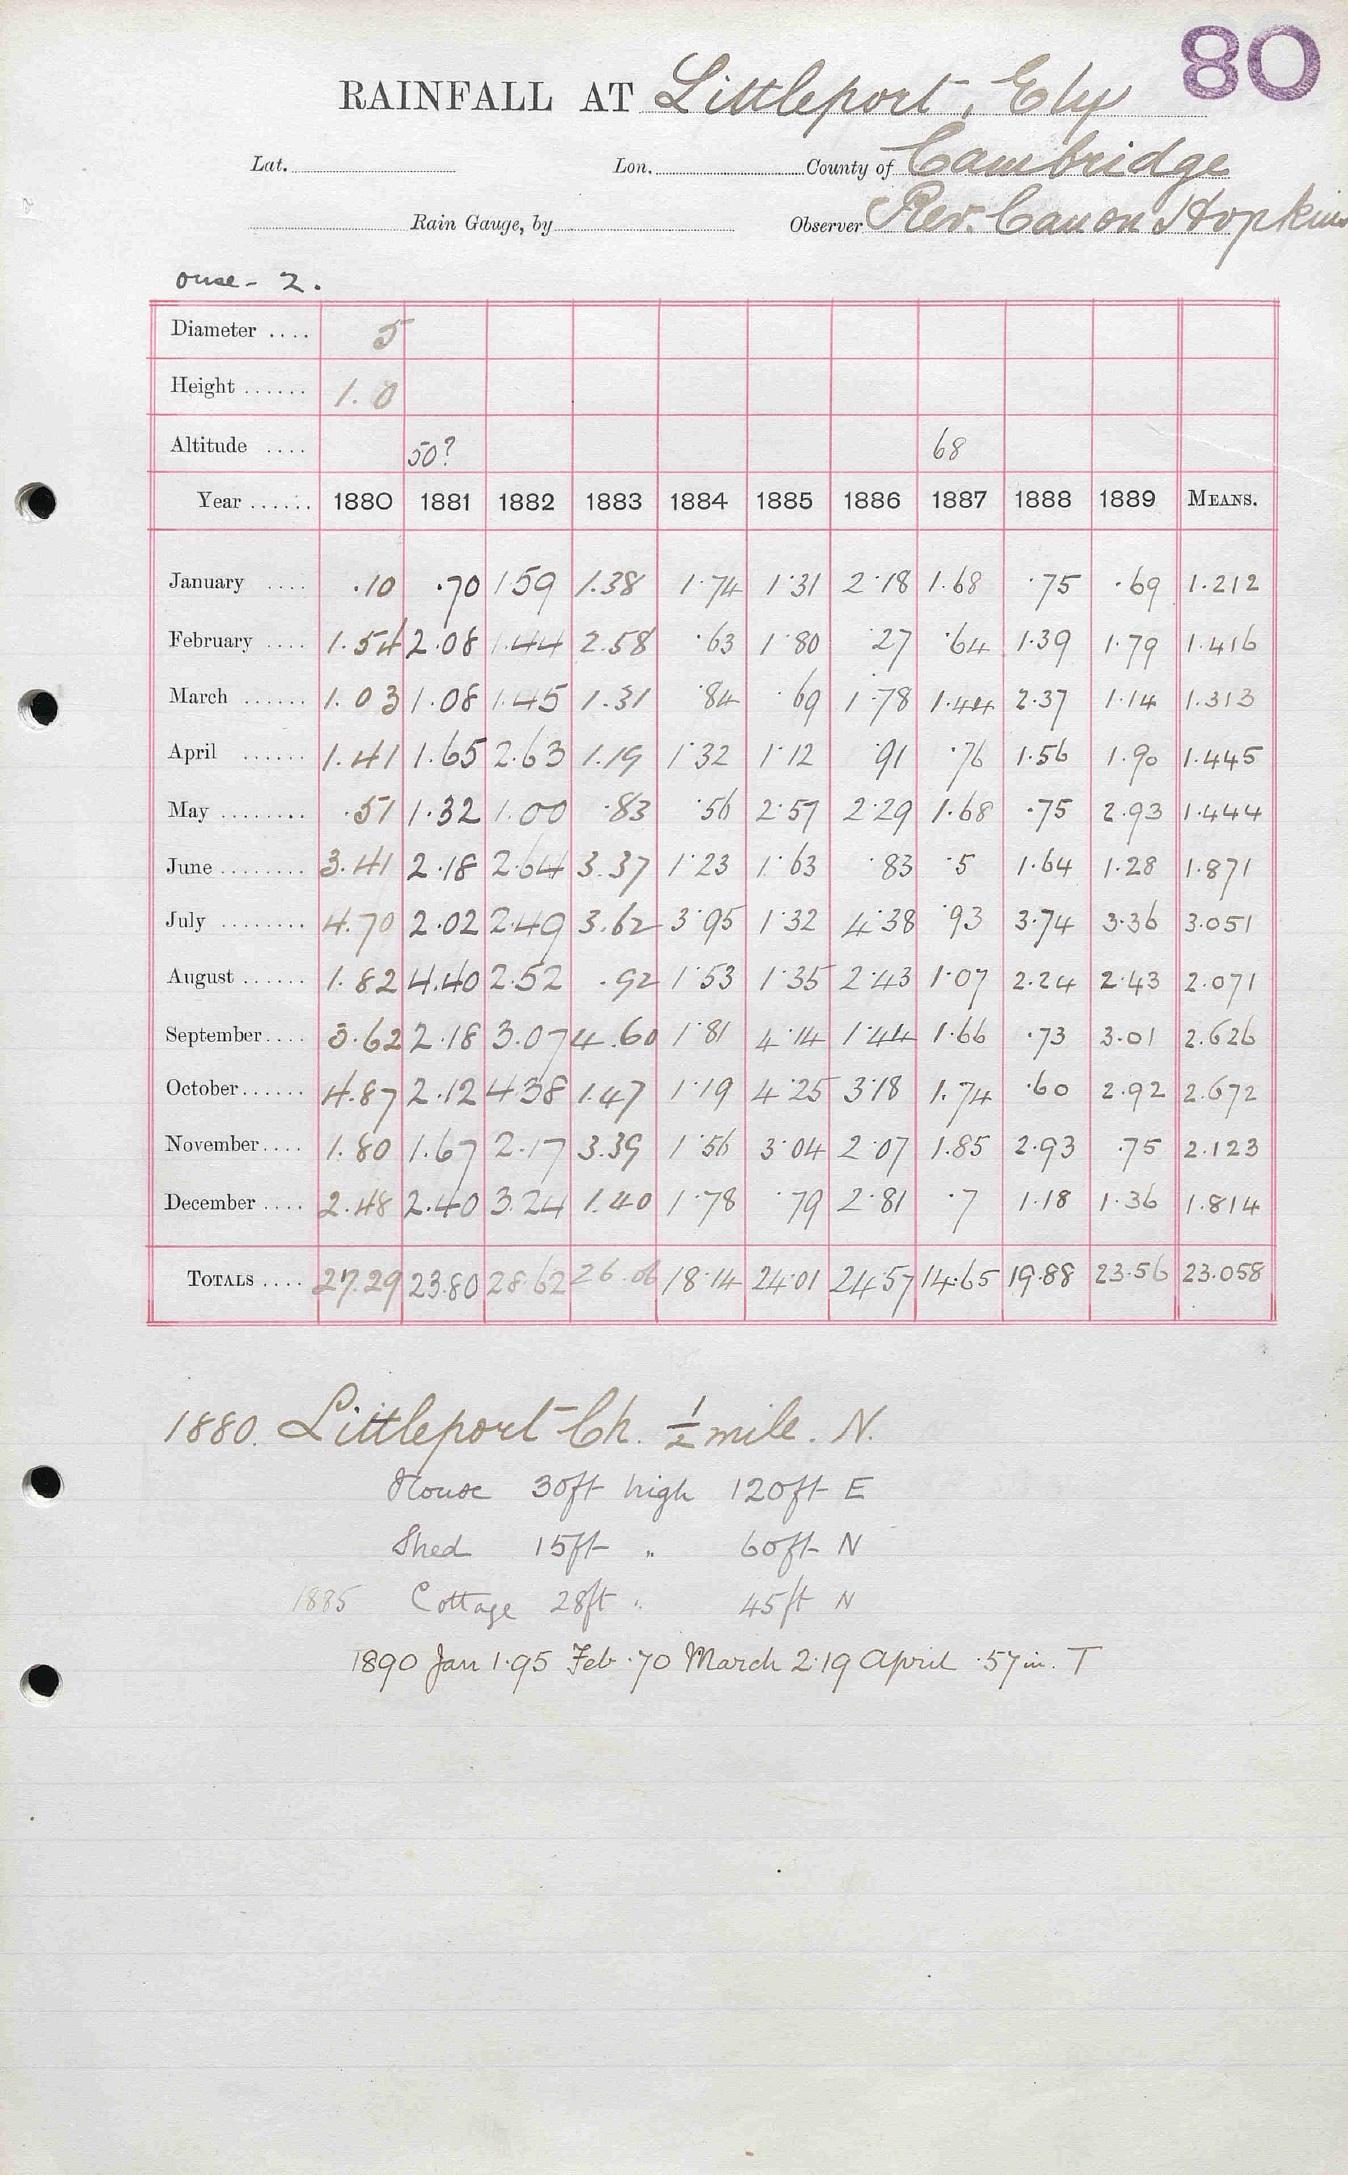 80
RAINFALL AT Littleport, Ely
Lat. Lon. County of Cambridge
Rain Gauge, by Observer Rev. Canon Hopkins
Ouse - 2.
Diameter .... 5
Height ...... 1.0
Altitude .... 50? 68
Year ...... 1880 1881 1882 1883 1884 1885 1886 1887 1888 1889 MEANS.
January .... .10 .70 1.59 1.38 1.74 1.31 2.18 1.68 .75 .69 1.212
February .... 1.54 2.08 1.44 2.58 .63 1.80 .27 .64 1.39 1.79 1.416
March ...... 1.03 1.08 1.45 1.31 .84 .69 1.78 1.44 2.37 1.14 1.313
April ...... 1.41 1.65 2.63 1.19 1.32 1.12 .91 .76 1.56 1.90 1.445
May ........ .51 1.32 1.00 .83 .56 2.57 2.29 1.68 .75 2.93 1.444
June ........ 3.41 2.18 2.64 3.37 1.23 1.63 .83 .5 1.64 1.28 1.871
July ........ 4.70 2.02 2.49 3.62 3.95 1.32 4.38 .93 3.74 3.36 3.051
August ...... 1.82 4.40 2.52 .92 1.53 1.35 2.43 1.07 2.24 2.43 2.071
September.... 3.62 2.18 3.07 4.60 1.81 4.14 1.44 1.66 .73 3.01 2.626
October...... 4.87 2.12 4.38 1.47 1.19 4.25 3.18 1.74 .60 2.92 2.672
November.... 1.80 1.67 2.17 3.39 1.56 3.04 2.07 1.85 2.93 .75 2.123
December .... 2.48 2.40 3.24 1.40 1.78 .79 2.81 .7 1.18 1.36 1.814
TOTALS .... 27.29 23.80 28.62 26.06 18.14 24.01 24.57 14.65 19.88 23.56 23.058
1880. Littleport Ch. ½ mile. N.
House 30ft high 120ft E
Shed 15ft " 60ft N
1885 Cottage 28ft " 45ft N
1890 Jan 1.95 Feb .70 March 2.19 April .57 in. T